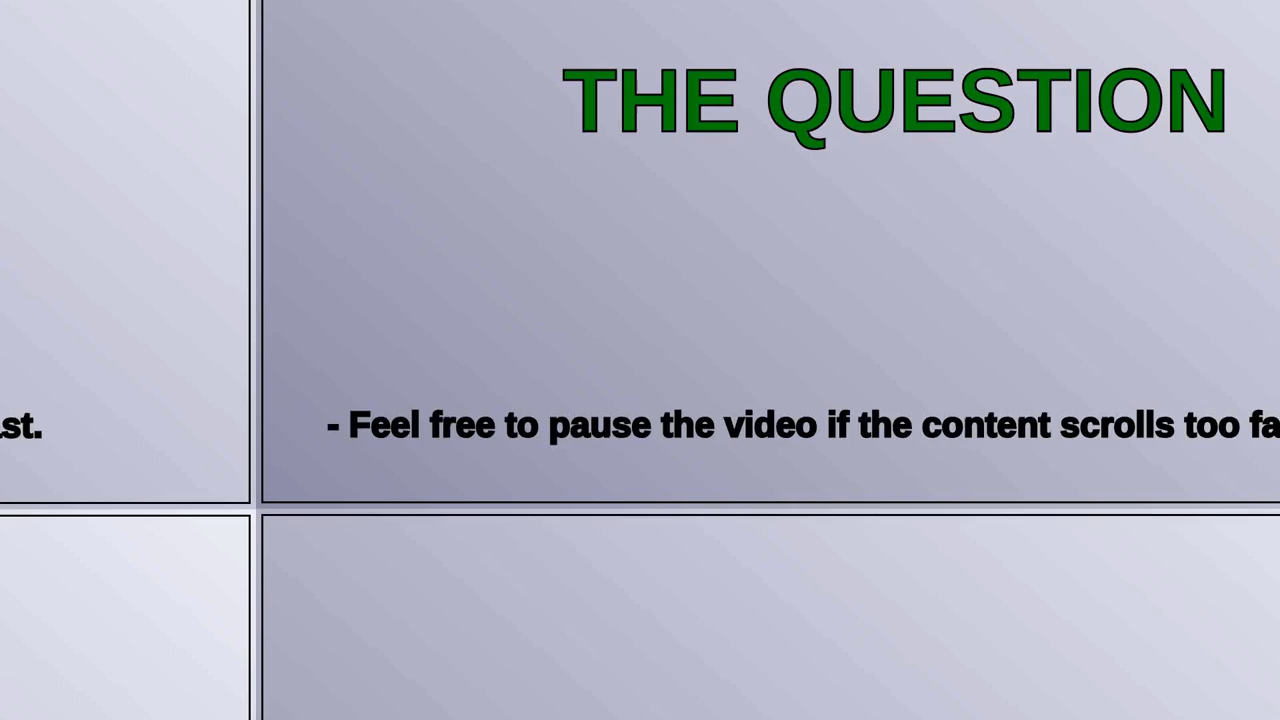 THE QUESTION
st.
- Feel free to pause the video if the content scrolls too fa